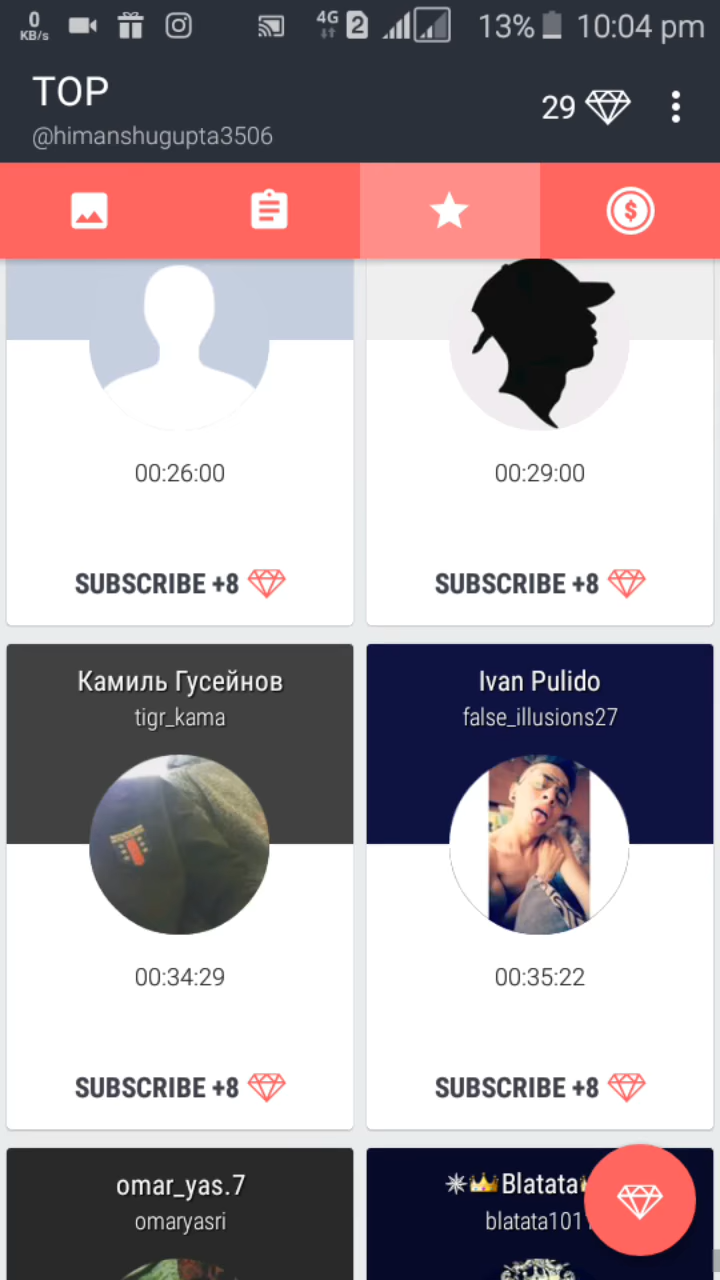 0
KB/s
4G
2
13%
10:04 pm
TOP
@himanshugupta3506
29
00:26:00
00:29:00
SUBSCRIBE +8
SUBSCRIBE +8
Камиль Гусейнов
tigr_kama
Ivan Pulido
false_illusions27
00:34:29
00:35:22
SUBSCRIBE +8
SUBSCRIBE +8
omar_yas.7
omaryasri
Blatata
blatata101